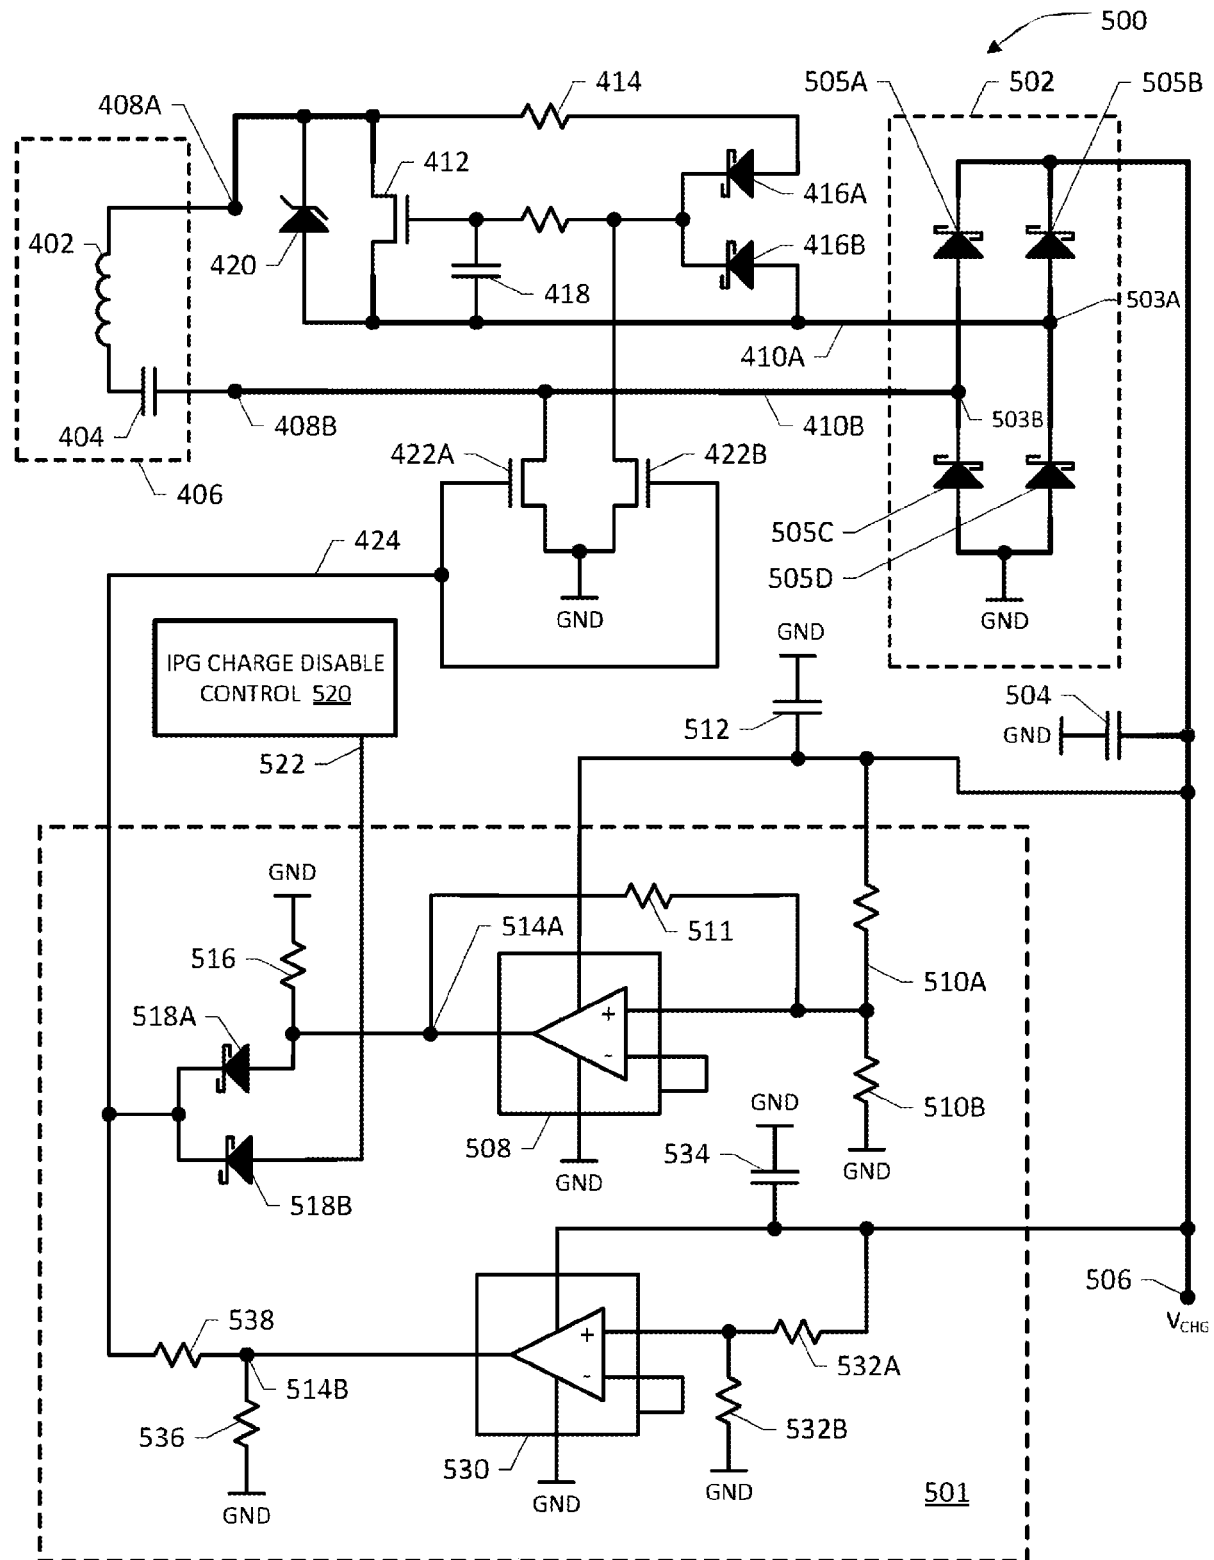 500
505A
502
505B
408A
414
412
416A
402
420
418
416B
503A
410A
404
408B
410B
503B
422A
422B
406
505C
424
505D
GND
GND
GND
IPG CHARGE DISABLE
CONTROL 520
504
512
GND
522
GND
514A
511
516
510A
518A
GND
510B
508
534
GND
GND
518B
506
VCHG
538
+
-
+
-
532A
514B
536
532B
530
GND
GND
GND
501